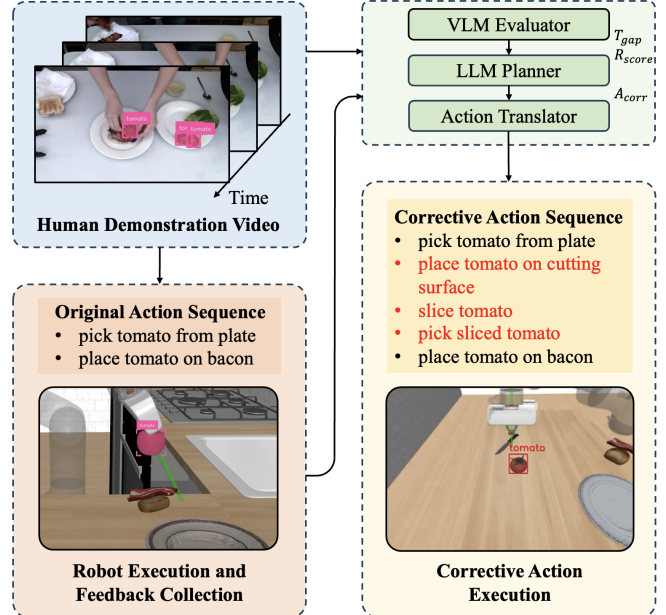 tomato
tor tomato
Time
Human Demonstration Video
VLM Evaluator
T_gap
R_score
LLM Planner
A_corr
Action Translator
Original Action Sequence
• pick tomato from plate
• place tomato on bacon
tomato
Robot Execution and
Feedback Collection
Corrective Action Sequence
• pick tomato from plate
• place tomato on cutting
surface
• slice tomato
• pick sliced tomato
• place tomato on bacon
tomato
Corrective Action
Execution